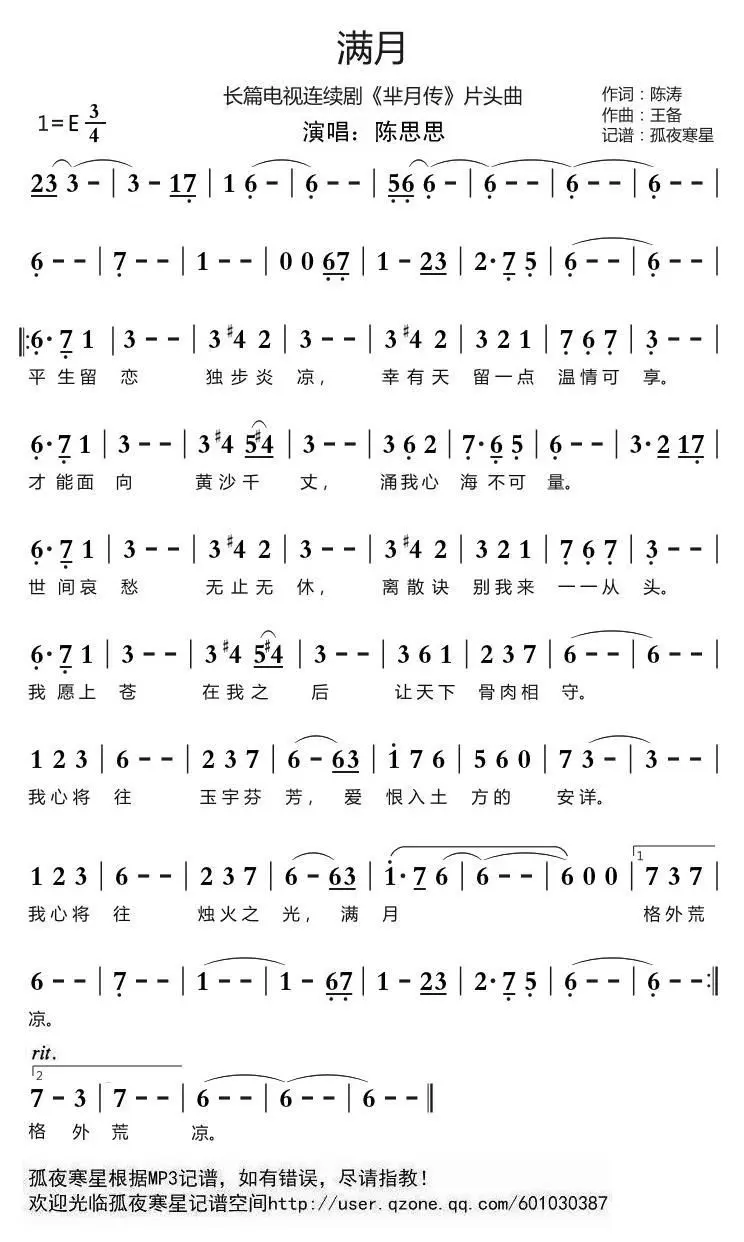 满月
长篇电视连续剧《芈月传》片头曲
演唱：陈思思
作词：陈涛
作曲：王备
记谱：孤夜寒星
1=E 3/4
23 3 - | 3 - 17 | 1 6 - | 6 - - | 56 6 - | 6 - - | 6 - - | 6 - - |
6 - - | 7 - - | 1 - - | 0 0 67 | 1 - 23 | 2· 7 5 | 6 - - | 6 - - |
‖: 6· 7 1 | 3 - - | 3 #4 2 | 3 - - | 3 #4 2 | 3 2 1 | 7 6 7 | 3 - - |
平 生 留 恋 独 步 炎 凉， 幸 有 天 留 一 点 温 情 可 享。
6· 7 1 | 3 - - | 3 #4 5#4 | 3 - - | 3 6 2 | 7· 6 5 | 6 - - | 3· 2 17 |
才 能 面 向 黄 沙 千 丈， 涌 我 心 海 不 可 量。
6· 7 1 | 3 - - | 3 #4 2 | 3 - - | 3 #4 2 | 3 2 1 | 7 6 7 | 3 - - |
世 间 哀 愁 无 止 无 休， 离 散 诀 别 我 来 一 一 从 头。
6· 7 1 | 3 - - | 3 #4 5#4 | 3 - - | 3 6 1 | 2 3 7 | 6 - - | 6 - - |
我 愿 上 苍 在 我 之 后 让 天 下 骨 肉 相 守。
1 2 3 | 6 - - | 2 3 7 | 6 - 63 | 1 7 6 | 5 6 0 | 7 3 - | 3 - - |
我 心 将 往 玉 宇 芬 芳， 爱 恨 入 土 方 的 安 详。
1 2 3 | 6 - - | 2 3 7 | 6 - 63 | 1· 7 6 | 6 - - | 6 0 0 | 1 7 3 7 |
我 心 将 往 烛 火 之 光， 满 月 格 外 荒
6 - - | 7 - - | 1 - - | 1 - 67 | 1 - 23 | 2· 7 5 | 6 - - | 6 - - :‖
凉。
rit.
2
7 - 3 | 7 - - | 6 - - | 6 - - | 6 - - ‖
格 外 荒 凉。
孤夜寒星根据MP3记谱，如有错误，尽请指教！
欢迎光临孤夜寒星记谱空间http://user.qzone.qq.com/601030387